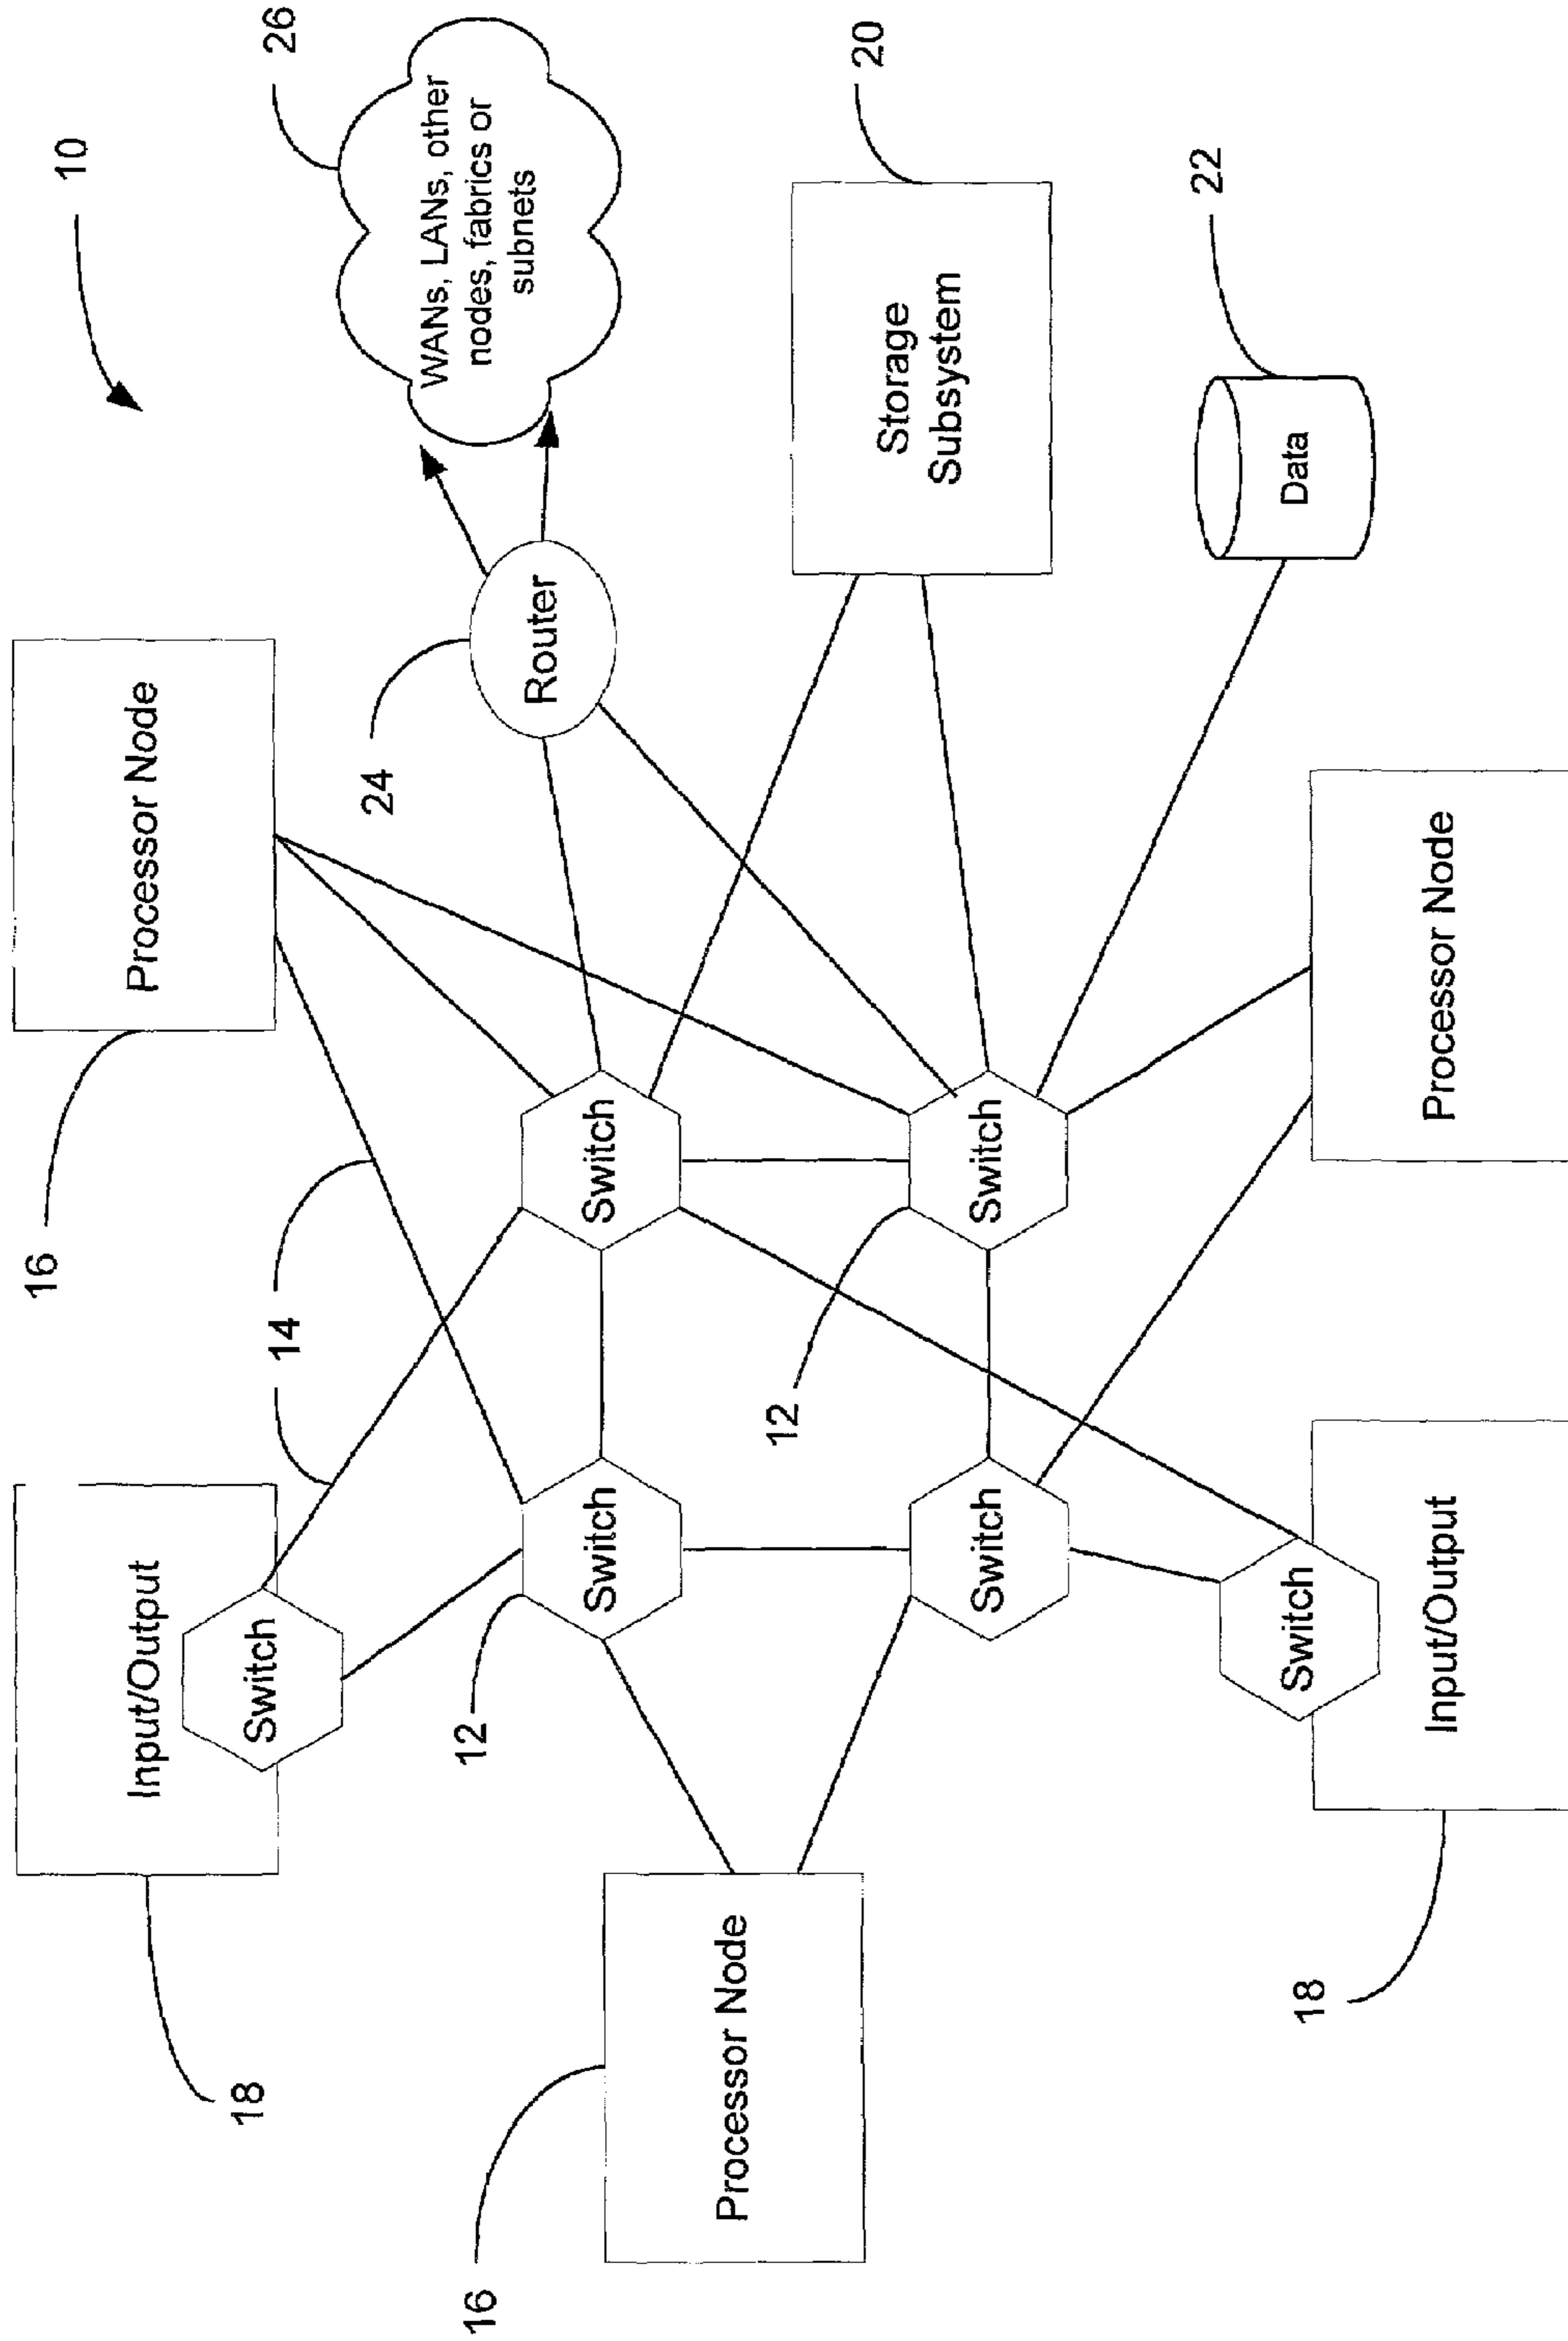 10
18
Input/Output
Switch
14
16
Processor Node
26
WANs, LANs, other
nodes, fabrics or
subnets
24
Router
12
Switch
Switch
16
Processor Node
20
Storage
Subsystem
12
Switch
Switch
22
Data
18
Switch
Input/Output
Processor Node